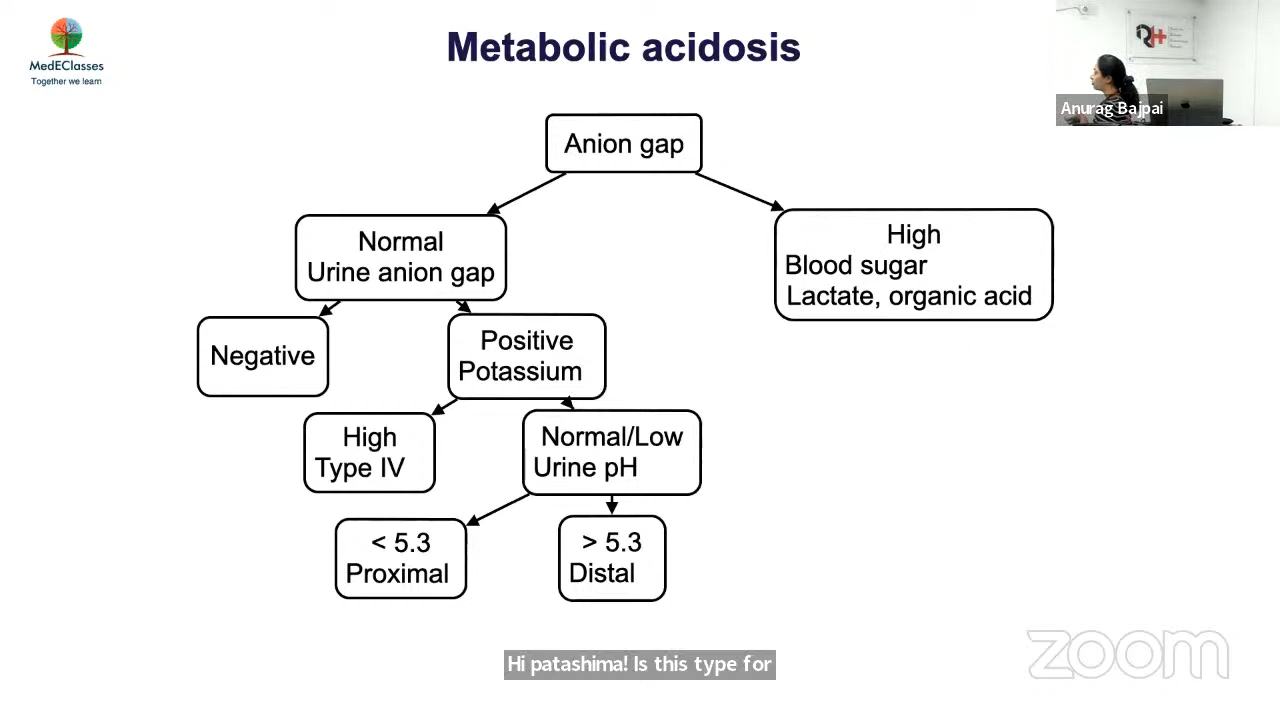 MedEClasses
Together we learn
Metabolic acidosis
Anurag Bajpai
Anion gap
Normal
Urine anion gap
High
Blood sugar
Lactate, organic acid
Negative
Positive
Potassium
High
Type IV
Normal/Low
Urine pH
< 5.3
Proximal
> 5.3
Distal
Hi patashima! Is this type for
zoom